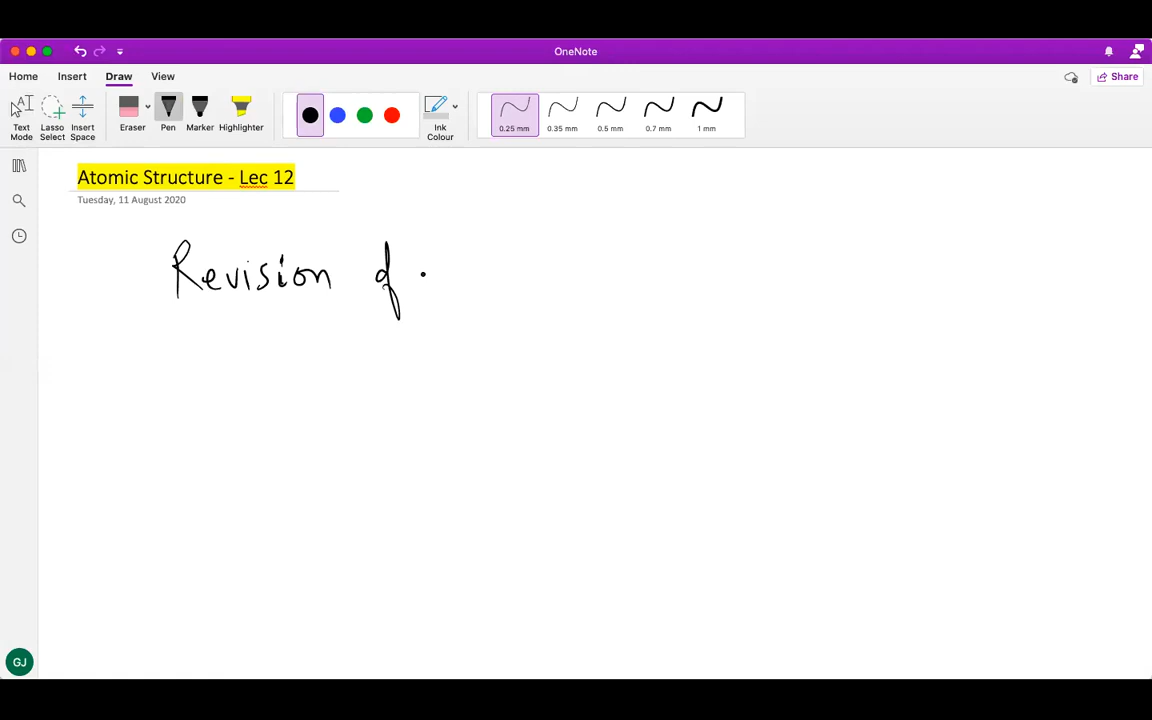 OneNote
Home Insert Draw View Share
Text Mode Lasso Select Insert Space Eraser Pen Marker Highlighter Ink Colour 0.25 mm 0.35 mm 0.5 mm 0.7 mm 1 mm
Atomic Structure - Lec 12
Tuesday, 11 August 2020
Revision of
GJ